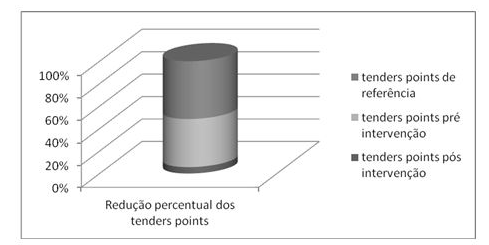 100%
80%
60%
40%
20%
0%
Redução percentual dos
tenders points
tenders points de
referência
tenders points pré
intervenção
tenders points pós
intervenção